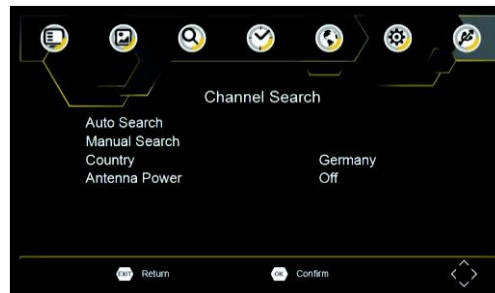 Channel Search
Auto Search
Manual Search
Country Germany
Antenna Power Off
EXIT Return OK Confirm